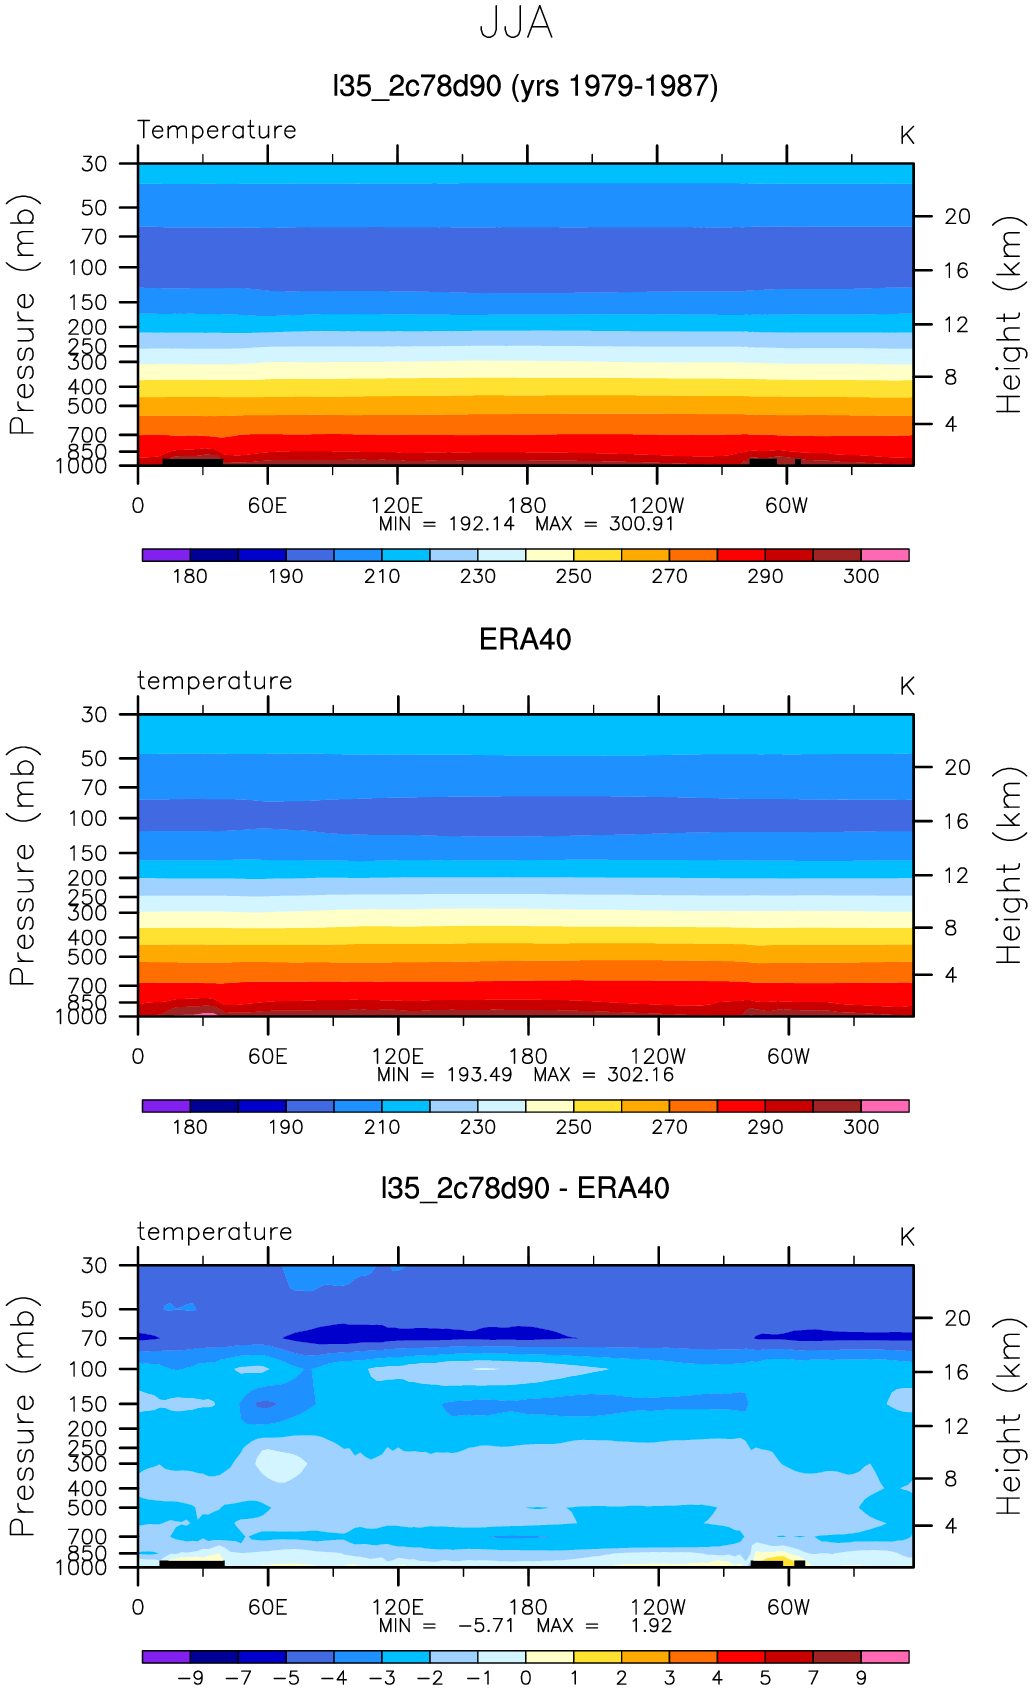 JJA
l35_2c78d90 (yrs 1979-1987)
Temperature K
Pressure (mb)
30
50
70
100
150
200
250
300
400
500
700
850
1000
20
16
12
8
4
Height (km)
0 60E 120E 180 120W 60W
MIN = 192.14 MAX = 300.91
180 190 210 230 250 270 290 300
ERA40
temperature K
Pressure (mb)
30
50
70
100
150
200
250
300
400
500
700
850
1000
20
16
12
8
4
Height (km)
0 60E 120E 180 120W 60W
MIN = 193.49 MAX = 302.16
180 190 210 230 250 270 290 300
l35_2c78d90 - ERA40
temperature K
Pressure (mb)
30
50
70
100
150
200
250
300
400
500
700
850
1000
20
16
12
8
4
Height (km)
0 60E 120E 180 120W 60W
MIN = -5.71 MAX = 1.92
-9 -7 -5 -4 -3 -2 -1 0 1 2 3 4 5 7 9